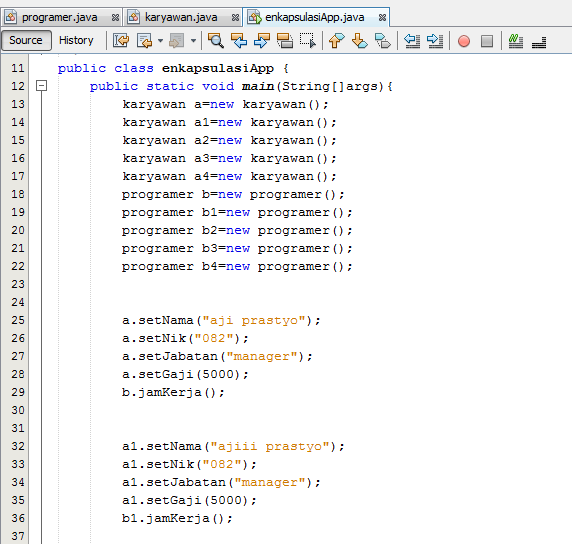 programer.java karyawan.java enkapsulasiApp.java
Source History
11 public class enkapsulasiApp {
12 public static void main(String[]args){
13 karyawan a=new karyawan();
14 karyawan a1=new karyawan();
15 karyawan a2=new karyawan();
16 karyawan a3=new karyawan();
17 karyawan a4=new karyawan();
18 programer b=new programer();
19 programer b1=new programer();
20 programer b2=new programer();
21 programer b3=new programer();
22 programer b4=new programer();
23
24
25 a.setNama("aji prastyo");
26 a.setNik("082");
27 a.setJabatan("manager");
28 a.setGaji(5000);
29 b.jamKerja();
30
31
32 a1.setNama("ajiii prastyo");
33 a1.setNik("082");
34 a1.setJabatan("manager");
35 a1.setGaji(5000);
36 b1.jamKerja();
37